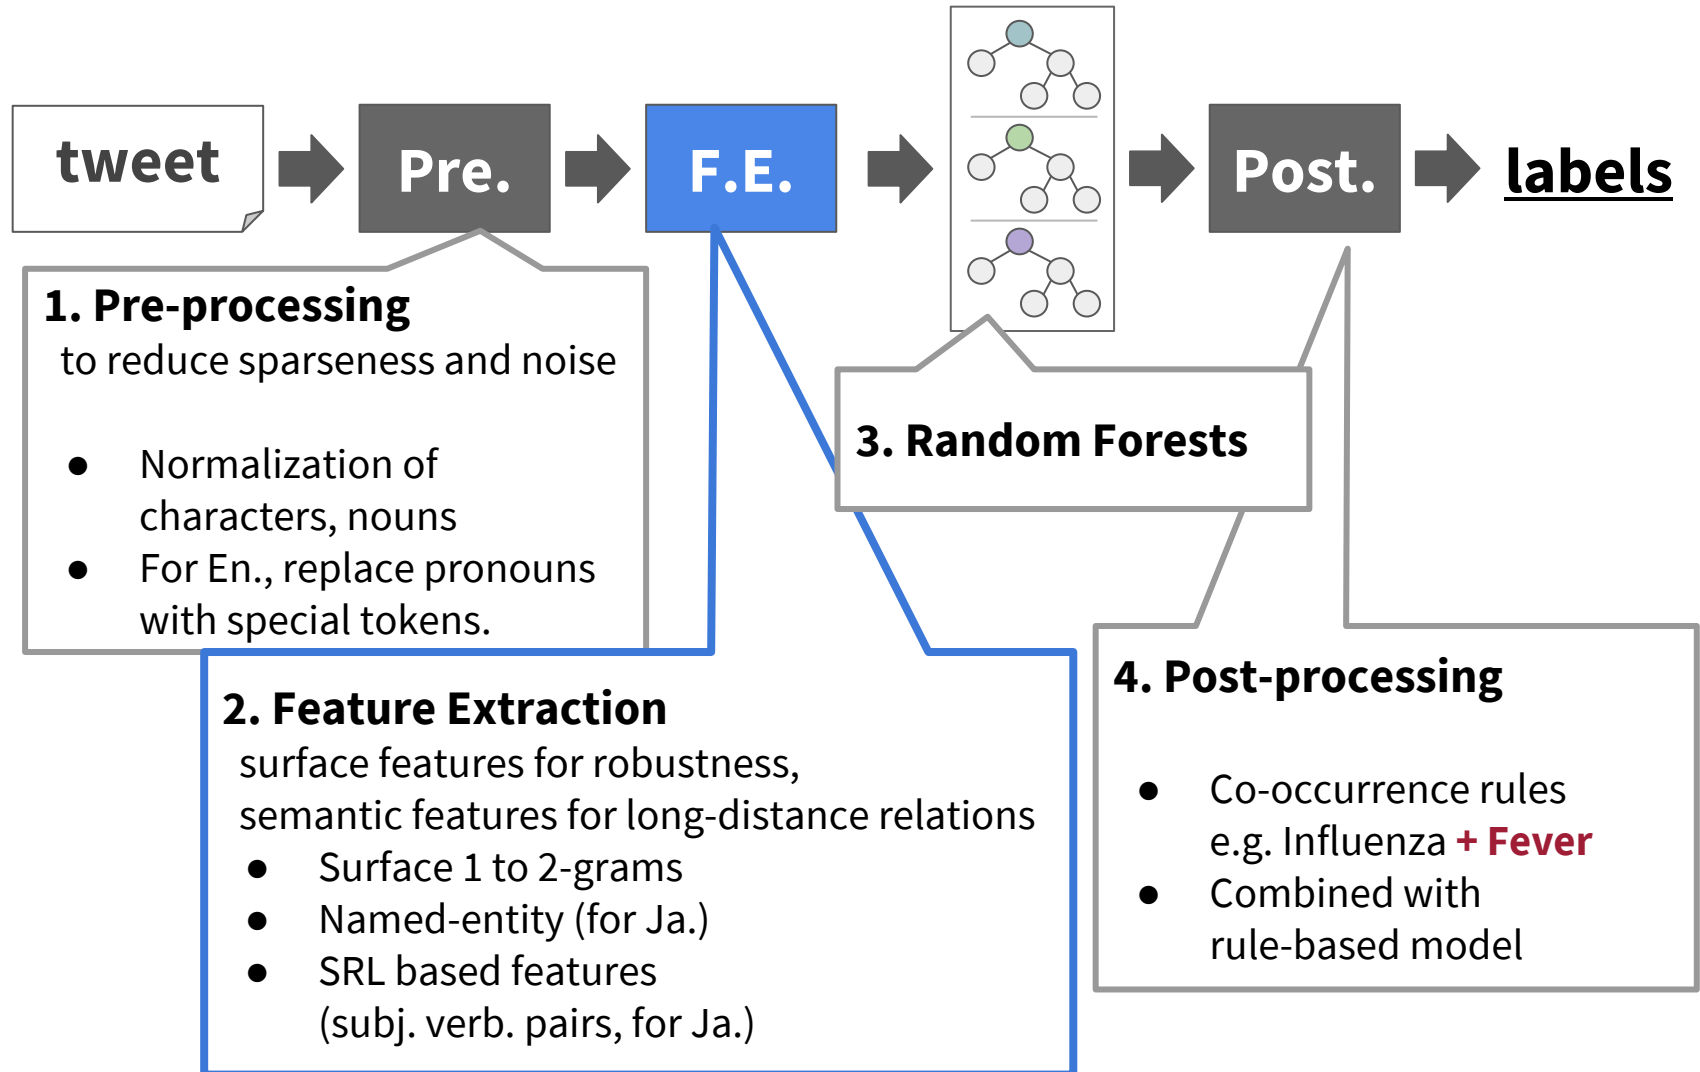 tweet
Pre.
F.E.
Post.
labels
1. Pre-processing
to reduce sparseness and noise
● Normalization of
characters, nouns
● For En., replace pronouns
with special tokens.
2. Feature Extraction
surface features for robustness,
semantic features for long-distance relations
● Surface 1 to 2-grams
● Named-entity (for Ja.)
● SRL based features
(subj. verb. pairs, for Ja.)
3. Random Forests
4. Post-processing
● Co-occurrence rules
e.g. Influenza + Fever
● Combined with
rule-based model